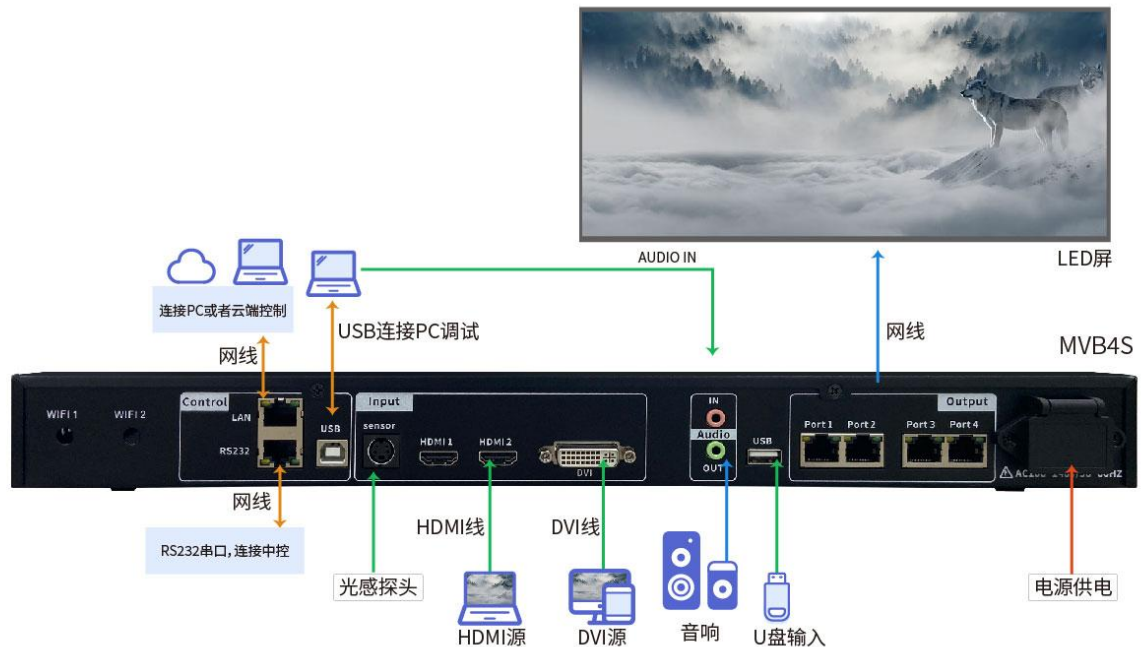 LED屏
AUDIO IN
连接PC或者云端控制
USB连接PC调试
网线
网线
MVB4S
WIFI 1
WIFI 2
Control
LAN
RS232
USB
Input
sensor
HDMI 1
HDMI 2
DVI
IN
Audio
OUT
USB
Output
Port 1
Port 2
Port 3
Port 4
网线
RS232串口,连接中控
HDMI线
DVI线
光感探头
HDMI源
DVI源
音响
U盘输入
电源供电